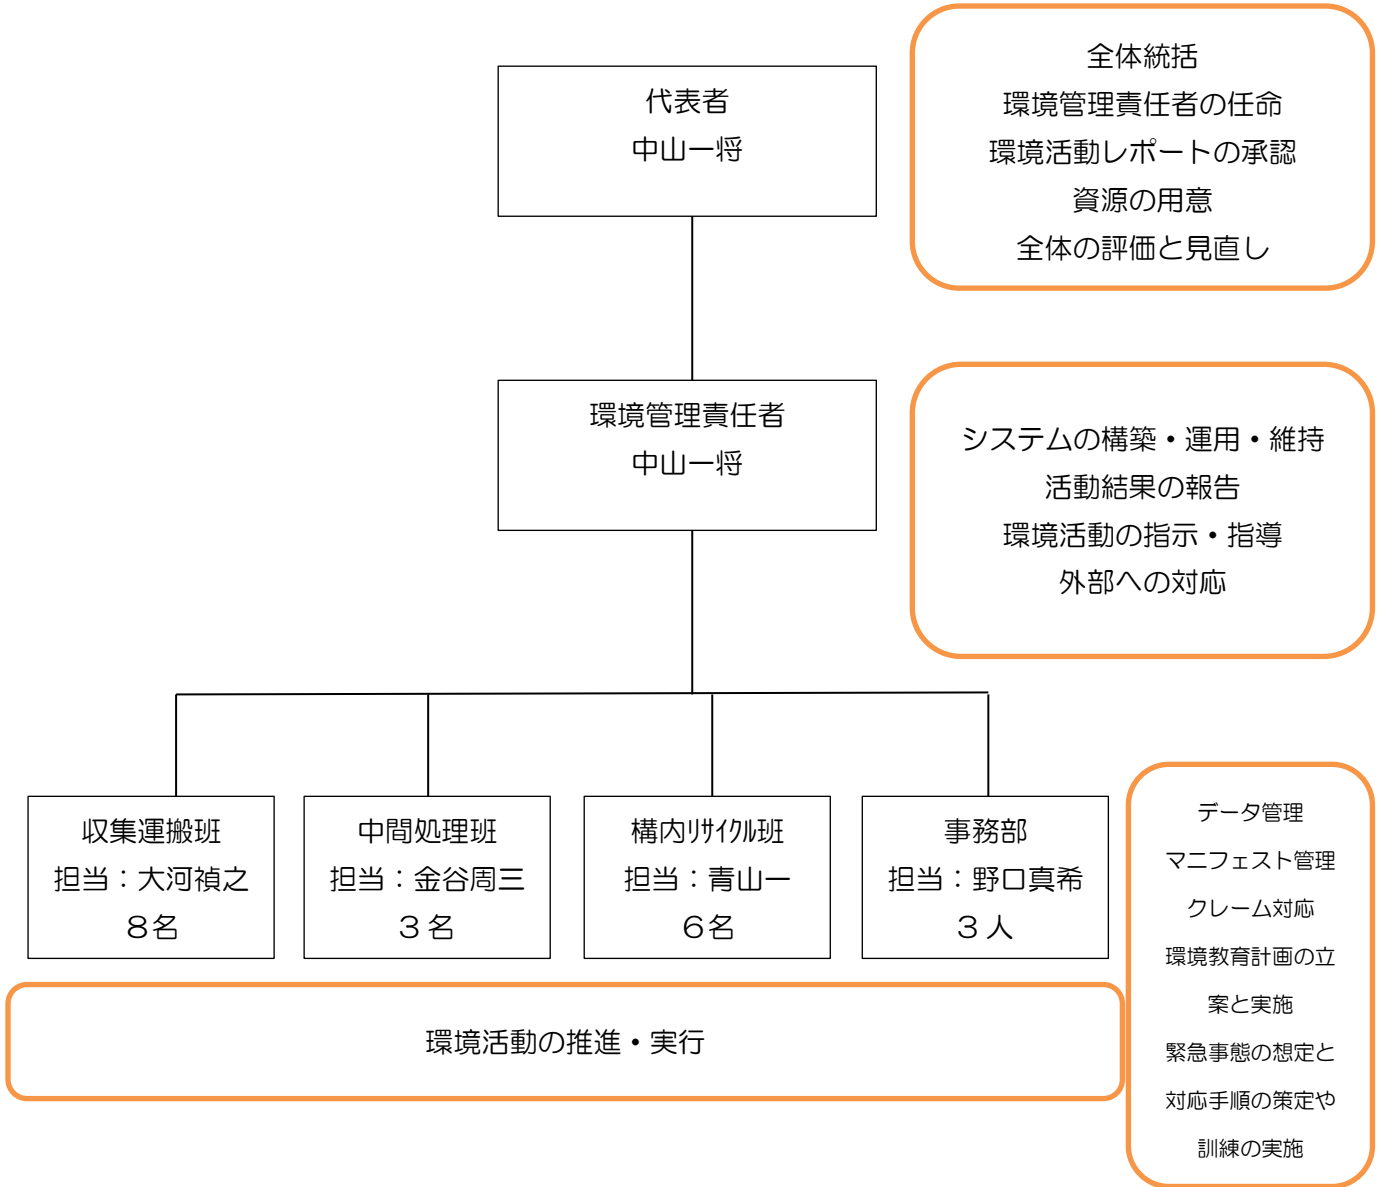 代表者
中山一将
全体統括
環境管理責任者の任命
環境活動レポートの承認
資源の用意
全体の評価と見直し
環境管理責任者
中山一将
システムの構築・運用・維持
活動結果の報告
環境活動の指示・指導
外部への対応
収集運搬班
担当：大河禎之
８名
中間処理班
担当：金谷周三
３名
構内ﾘｻｲｸﾙ班
担当：青山一
６名
事務部
担当：野口真希
３人
データ管理
マニフェスト管理
クレーム対応
環境教育計画の立
案と実施
緊急事態の想定と
対応手順の策定や
訓練の実施
環境活動の推進・実行